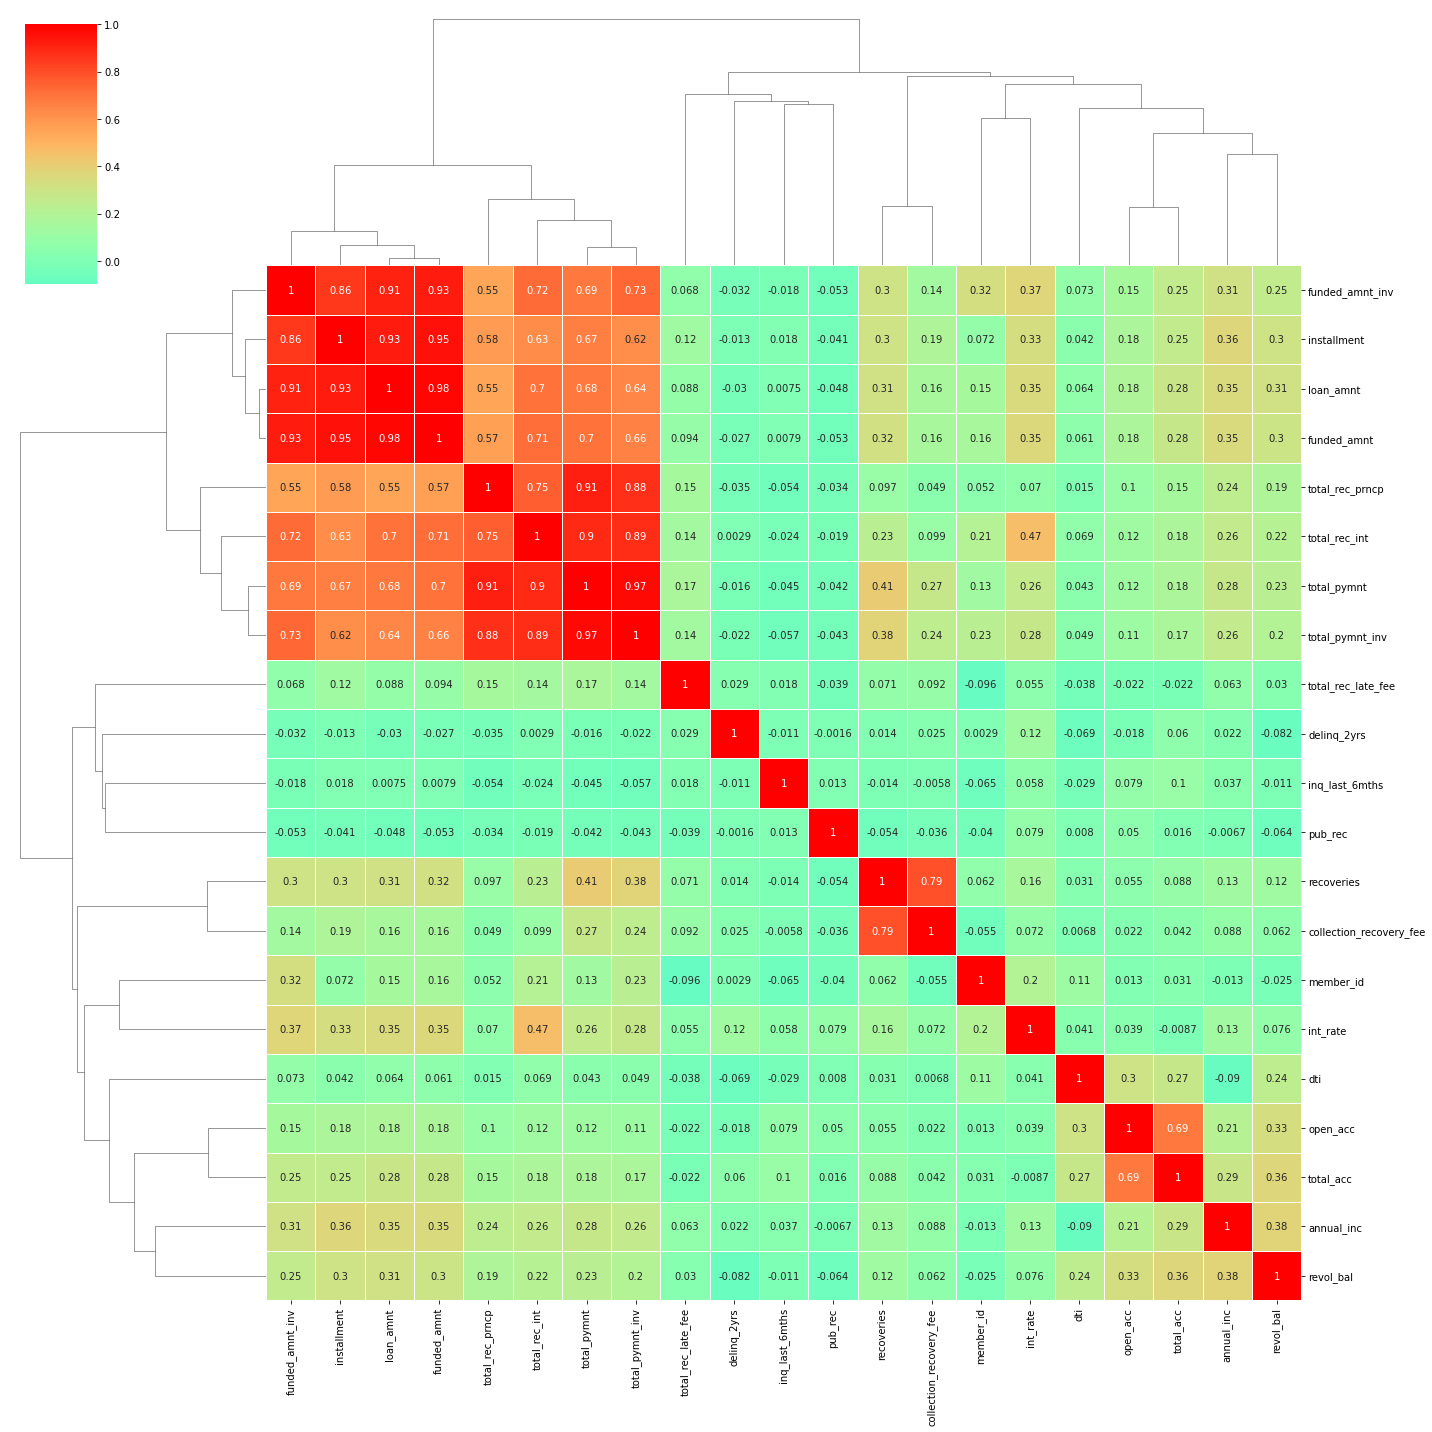 1.0
0.8
0.6
0.4
0.2
0.0
1 0.86 0.91 0.93 0.55 0.72 0.69 0.73 0.068 -0.032 -0.018 -0.053 0.3 0.14 0.32 0.37 0.073 0.15 0.25 0.31 0.25 funded_amnt_inv
0.86 1 0.93 0.95 0.58 0.63 0.67 0.62 0.12 -0.013 0.018 -0.041 0.3 0.19 0.072 0.33 0.042 0.18 0.25 0.36 0.3 installment
0.91 0.93 1 0.98 0.55 0.7 0.68 0.64 0.088 -0.03 0.0075 -0.048 0.31 0.16 0.15 0.35 0.064 0.18 0.28 0.35 0.31 loan_amnt
0.93 0.95 0.98 1 0.57 0.71 0.7 0.66 0.094 -0.027 0.0079 -0.053 0.32 0.16 0.16 0.35 0.061 0.18 0.28 0.35 0.3 funded_amnt
0.55 0.58 0.55 0.57 1 0.75 0.91 0.88 0.15 -0.035 -0.054 -0.034 0.097 0.049 0.052 0.07 0.015 0.1 0.15 0.24 0.19 total_rec_prncp
0.72 0.63 0.7 0.71 0.75 1 0.9 0.89 0.14 0.0029 -0.024 -0.019 0.23 0.099 0.21 0.47 0.069 0.12 0.18 0.26 0.22 total_rec_int
0.69 0.67 0.68 0.7 0.91 0.9 1 0.97 0.17 -0.016 -0.045 -0.042 0.41 0.27 0.13 0.26 0.043 0.12 0.18 0.28 0.23 total_pymnt
0.73 0.62 0.64 0.66 0.88 0.89 0.97 1 0.14 -0.022 -0.057 -0.043 0.38 0.24 0.23 0.28 0.049 0.11 0.17 0.26 0.2 total_pymnt_inv
0.068 0.12 0.088 0.094 0.15 0.14 0.17 0.14 1 0.029 0.018 -0.039 0.071 0.092 -0.096 0.055 -0.038 -0.022 -0.022 0.063 0.03 total_rec_late_fee
-0.032 -0.013 -0.03 -0.027 -0.035 0.0029 -0.016 -0.022 0.029 1 -0.011 -0.0016 0.014 0.025 0.0029 0.12 -0.069 -0.018 0.06 0.022 -0.082 delinq_2yrs
-0.018 0.018 0.0075 0.0079 -0.054 -0.024 -0.045 -0.057 0.018 -0.011 1 0.013 -0.014 -0.0058 -0.065 0.058 -0.029 0.079 0.1 0.037 -0.011 inq_last_6mths
-0.053 -0.041 -0.048 -0.053 -0.034 -0.019 -0.042 -0.043 -0.039 -0.0016 0.013 1 -0.054 -0.036 -0.04 0.079 0.008 0.05 0.016 -0.0067 -0.064 pub_rec
0.3 0.3 0.31 0.32 0.097 0.23 0.41 0.38 0.071 0.014 -0.014 -0.054 1 0.79 0.062 0.16 0.031 0.055 0.088 0.13 0.12 recoveries
0.14 0.19 0.16 0.16 0.049 0.099 0.27 0.24 0.092 0.025 -0.0058 -0.036 0.79 1 -0.055 0.072 0.0068 0.022 0.042 0.088 0.062 collection_recovery_fee
0.32 0.072 0.15 0.16 0.052 0.21 0.13 0.23 -0.096 0.0029 -0.065 -0.04 0.062 -0.055 1 0.2 0.11 0.013 0.031 -0.013 -0.025 member_id
0.37 0.33 0.35 0.35 0.07 0.47 0.26 0.28 0.055 0.12 0.058 0.079 0.16 0.072 0.2 1 0.041 0.039 -0.0087 0.13 0.076 int_rate
0.073 0.042 0.064 0.061 0.015 0.069 0.043 0.049 -0.038 -0.069 -0.029 0.008 0.031 0.0068 0.11 0.041 1 0.3 0.27 -0.09 0.24 dti
0.15 0.18 0.18 0.18 0.1 0.12 0.12 0.11 -0.022 -0.018 0.079 0.05 0.055 0.022 0.013 0.039 0.3 1 0.69 0.21 0.33 open_acc
0.25 0.25 0.28 0.28 0.15 0.18 0.18 0.17 -0.022 0.06 0.1 0.016 0.088 0.042 0.031 -0.0087 0.27 0.69 1 0.29 0.36 total_acc
0.31 0.36 0.35 0.35 0.24 0.26 0.28 0.26 0.063 0.022 0.037 -0.0067 0.13 0.088 -0.013 0.13 -0.09 0.21 0.29 1 0.38 annual_inc
0.25 0.3 0.31 0.3 0.19 0.22 0.23 0.2 0.03 -0.082 -0.011 -0.064 0.12 0.062 -0.025 0.076 0.24 0.33 0.36 0.38 1 revol_bal
funded_amnt_inv
installment
loan_amnt
funded_amnt
total_rec_prncp
total_rec_int
total_pymnt
total_pymnt_inv
total_rec_late_fee
delinq_2yrs
inq_last_6mths
pub_rec
recoveries
collection_recovery_fee
member_id
int_rate
dti
open_acc
total_acc
annual_inc
revol_bal